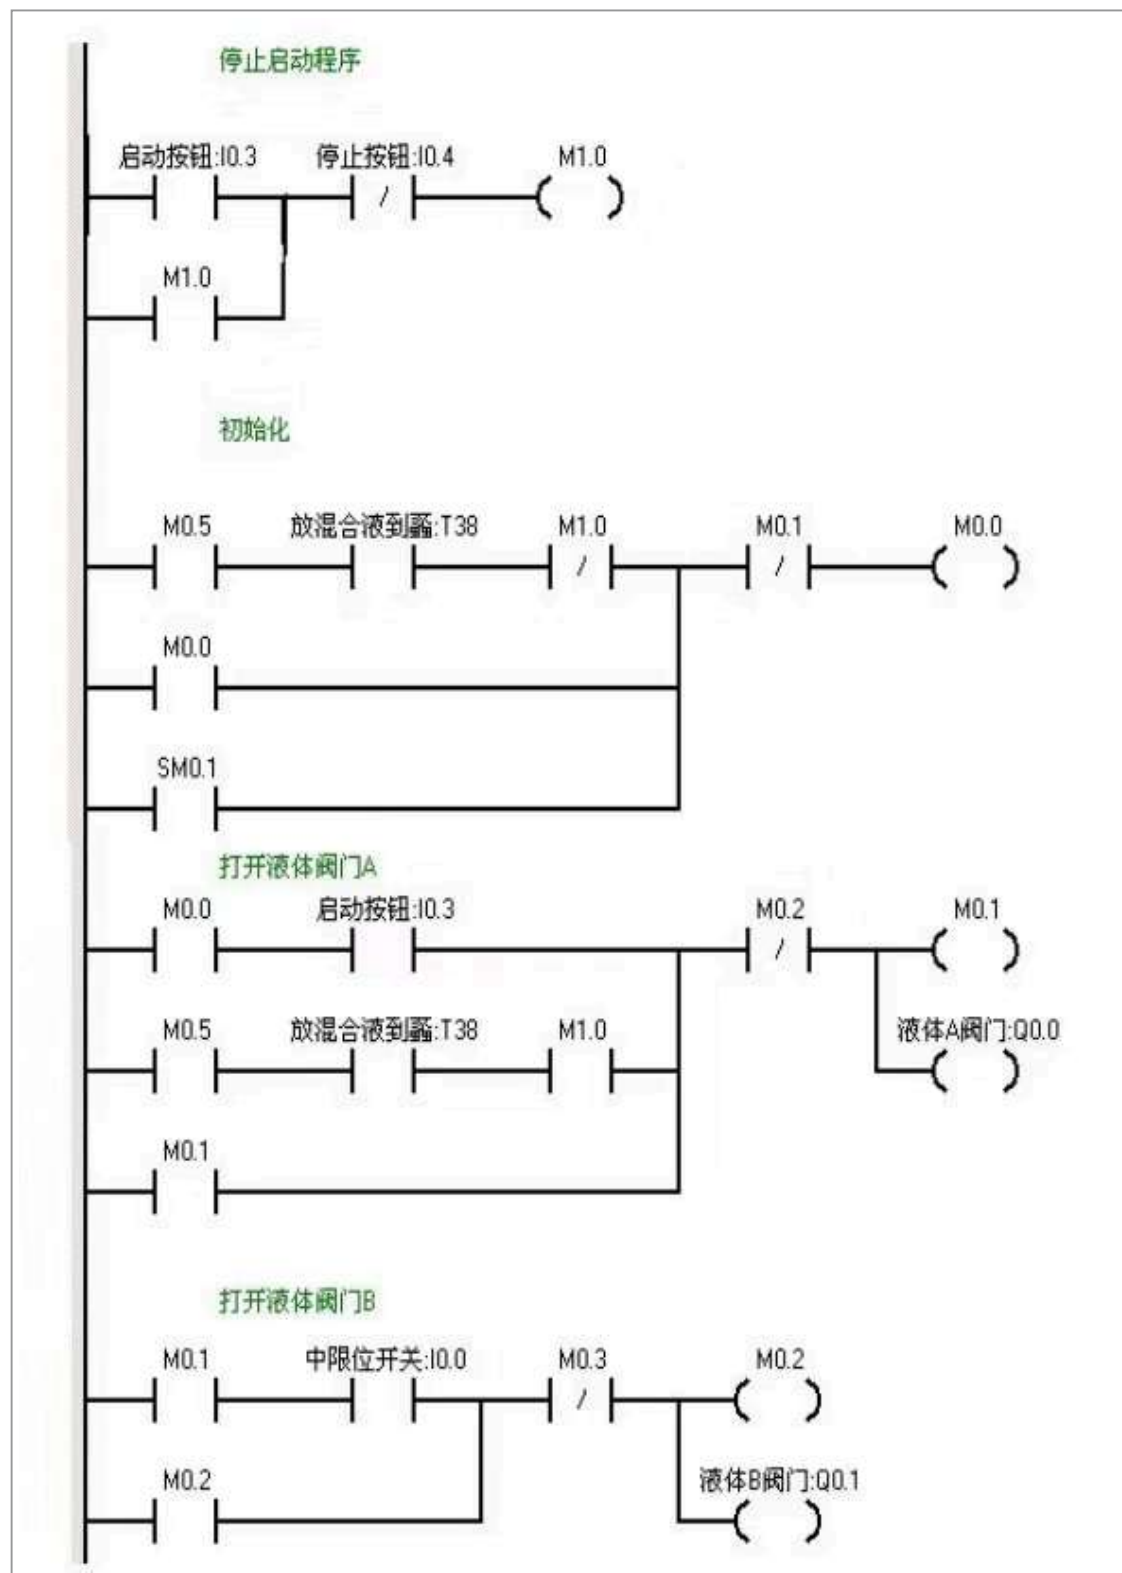 停止启动程序
启动按钮:I0.3 停止按钮:I0.4 M1.0
M1.0
初始化
M0.5 放混合液到:T38 M1.0 M0.1 M0.0
M0.0
SM0.1
打开液体阀门A
M0.0 启动按钮:I0.3 M0.2 M0.1
M0.5 放混合液到:T38 M1.0 液体A阀门:Q0.0
M0.1
打开液体阀门B
M0.1 中限位开关:I0.0 M0.3 M0.2
M0.2 液体B阀门:Q0.1